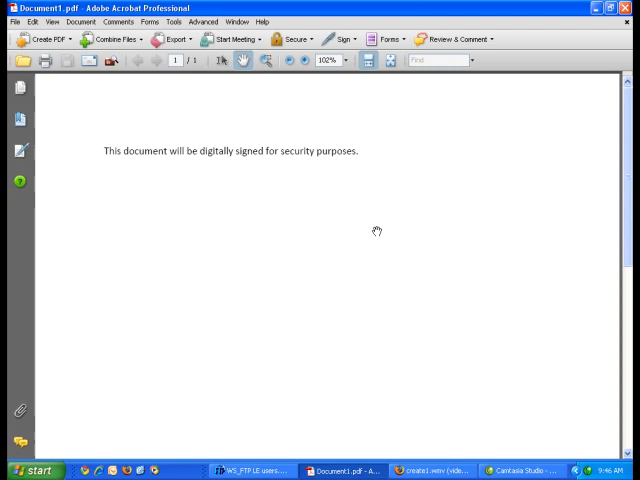 Document1.pdf - Adobe Acrobat Professional
File Edit View Document Comments Forms Tools Advanced Window Help
Create PDF Combine Files Export Start Meeting Secure Sign Forms Review & Comment
1 / 1 102% Find
This document will be digitally signed for security purposes.
start WS_FTP LE users.... Document1.pdf - A... create1.wmv (vide... Camtasia Studio - ... 9:46 AM